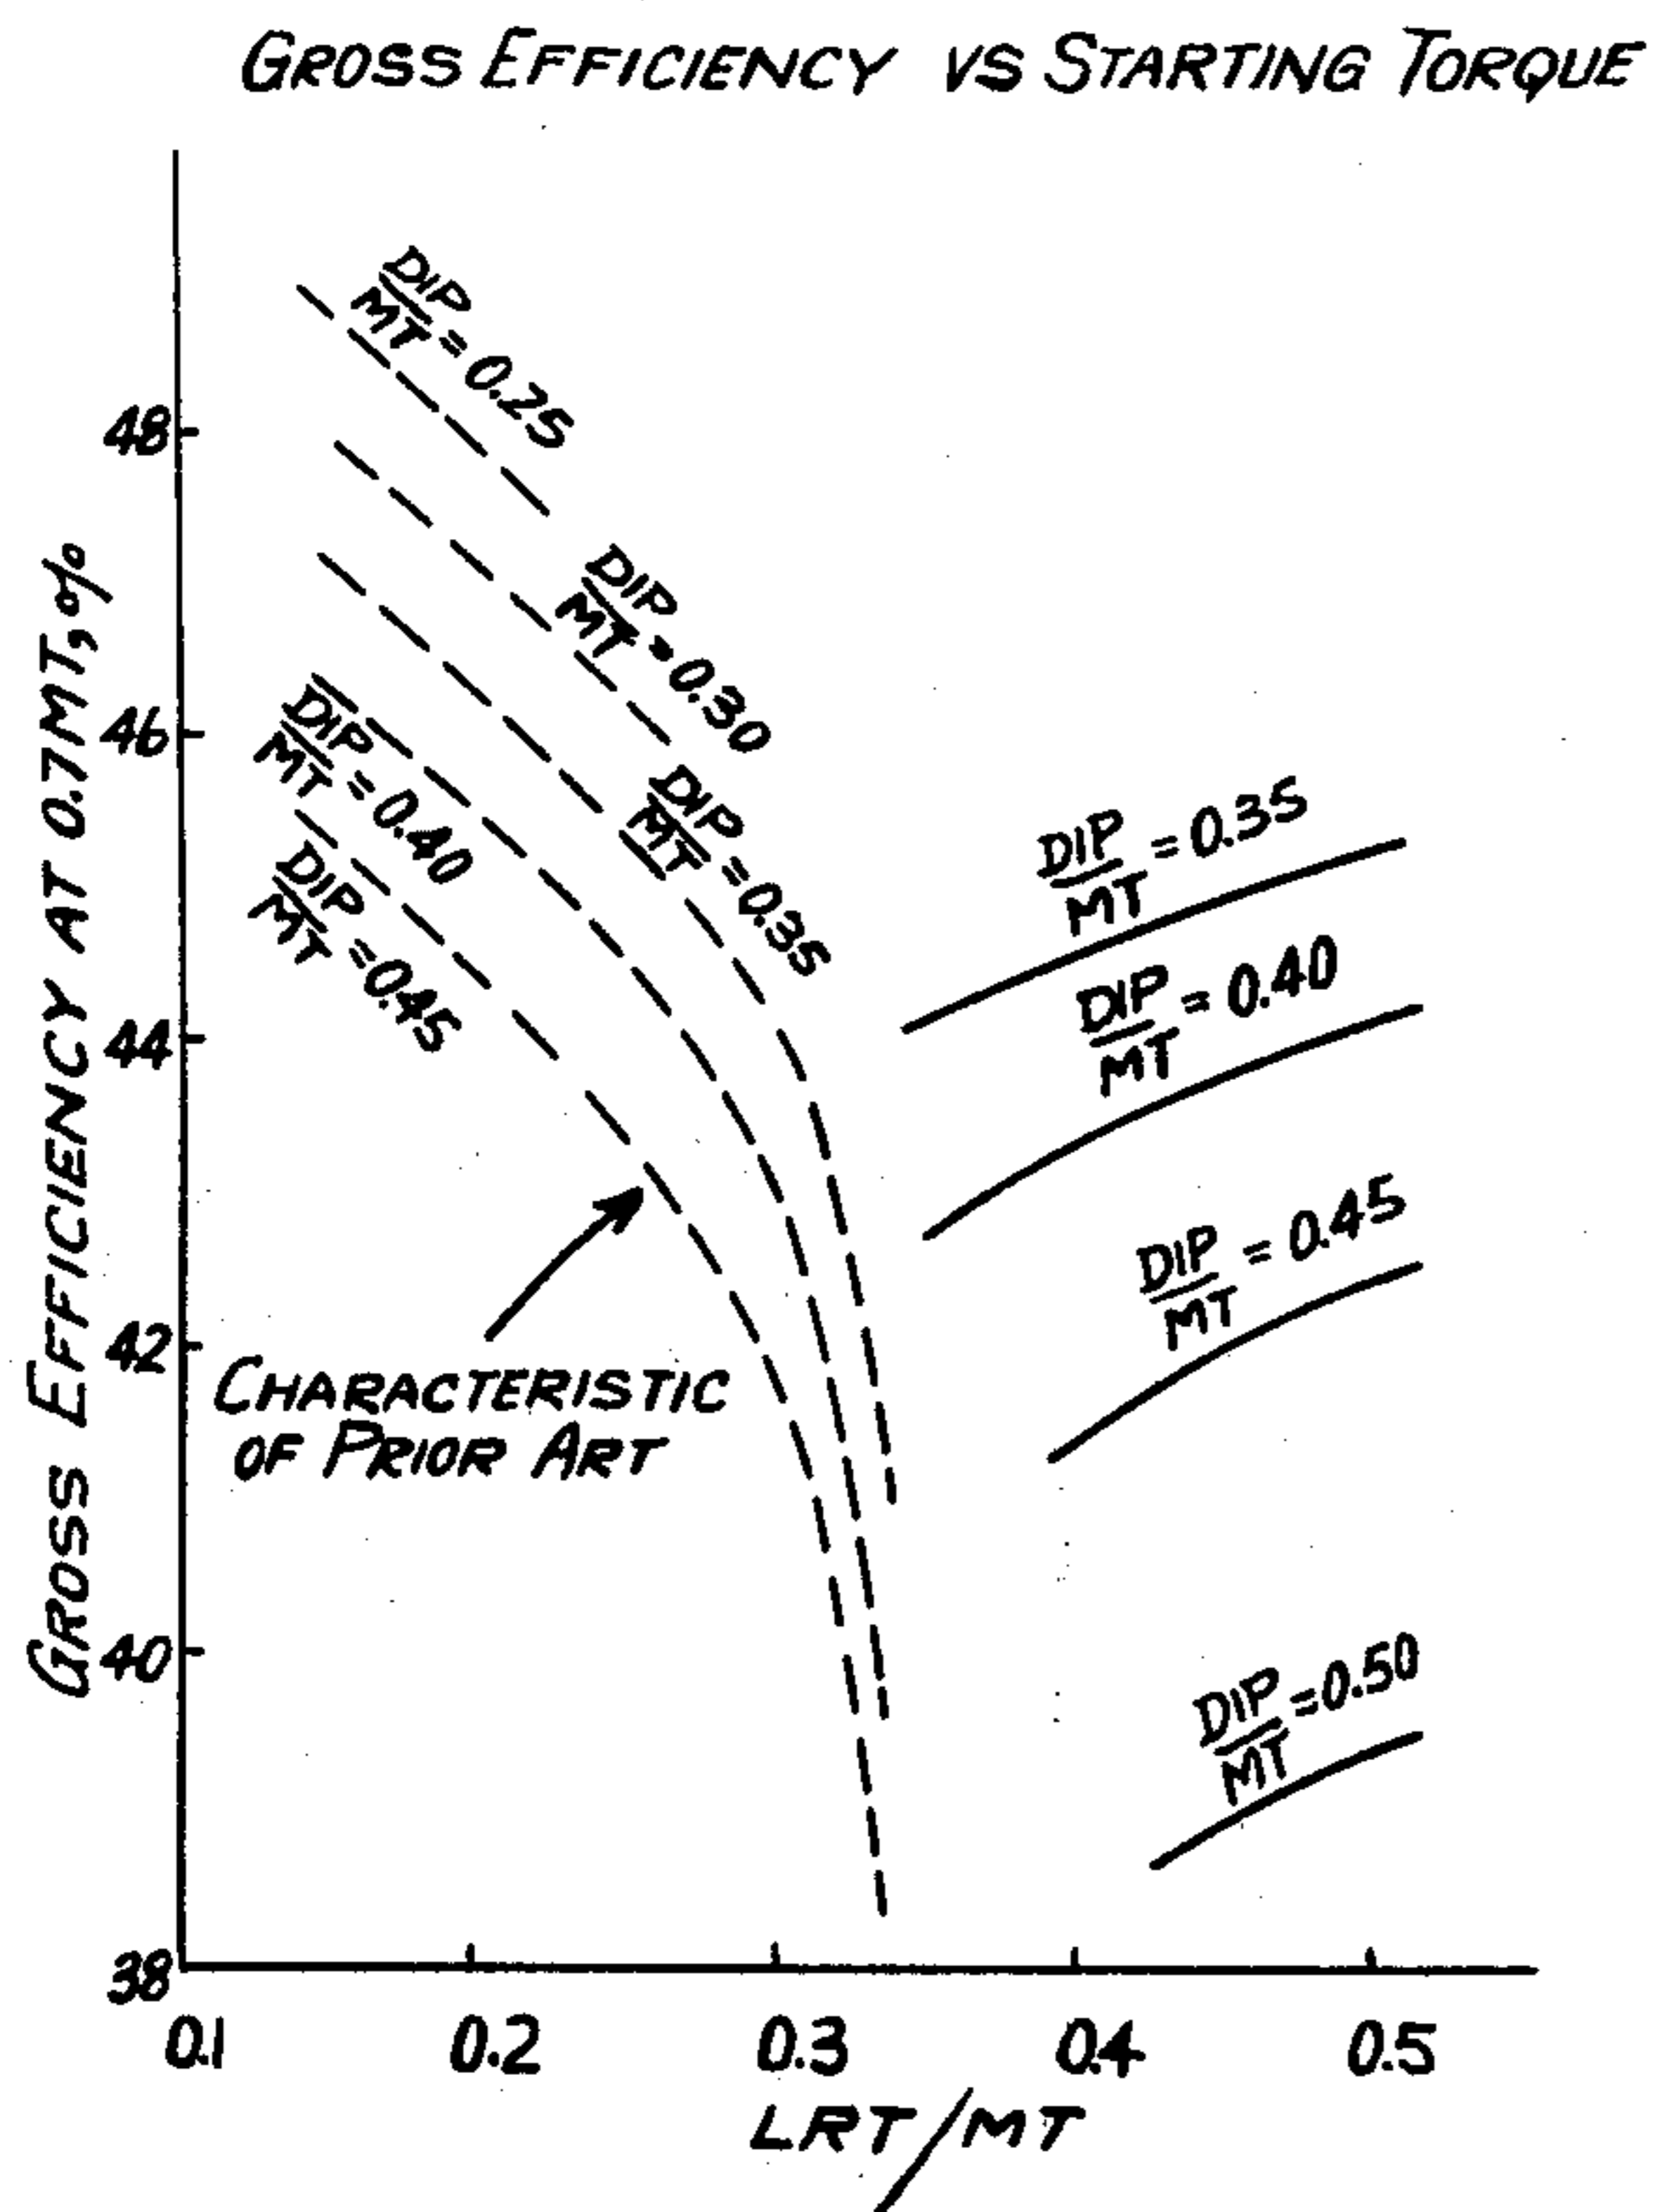 GROSS EFFICIENCY VS STARTING TORQUE
GROSS EFFICIENCY AT 0.7MT,%
48
46
44
42
40
38
DIP/MT = 0.25
DIP/MT = 0.30
DIP/MT = 0.35
DIP/MT = 0.40
DIP/MT = 0.45
DIP/MT = 0.35
DIP/MT = 0.40
DIP/MT = 0.45
DIP/MT = 0.50
CHARACTERISTIC
OF PRIOR ART
0.1 0.2 0.3 0.4 0.5
LRT/MT